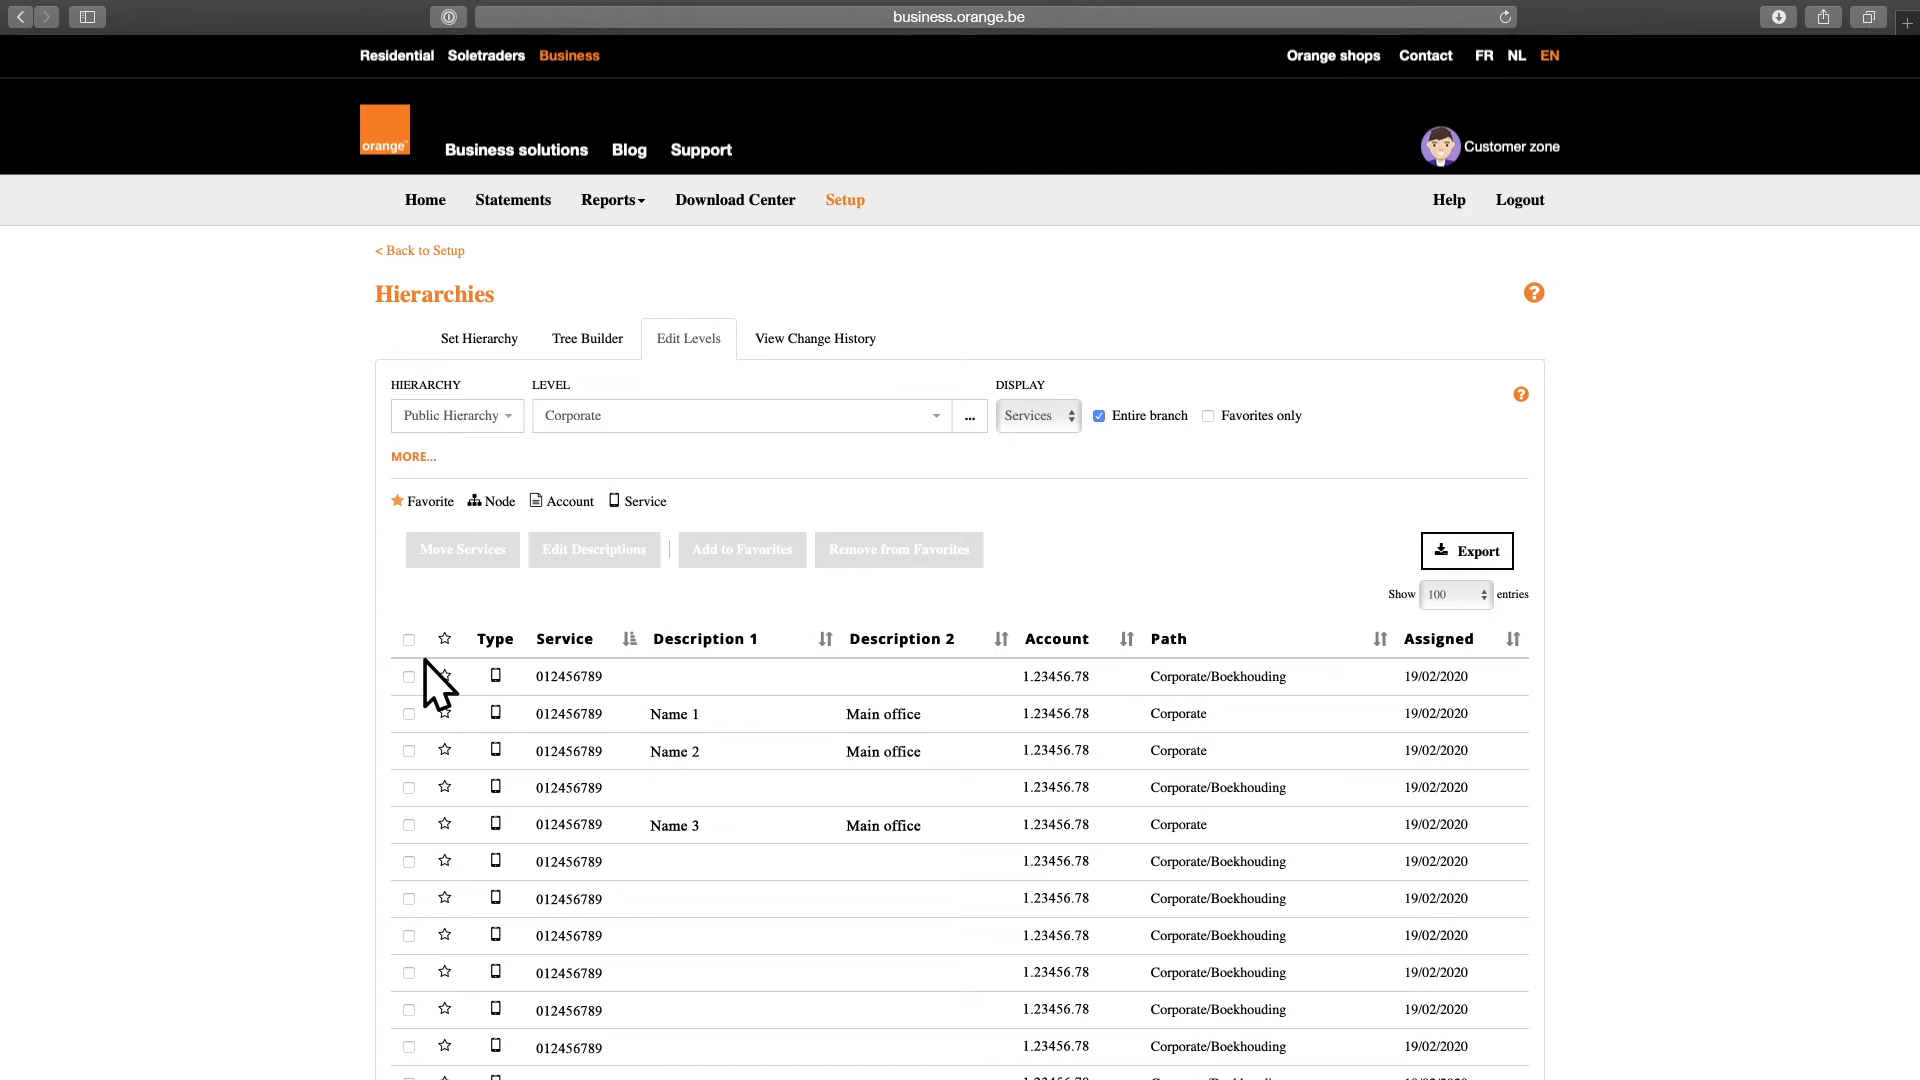 business.orange.be
Residential Soletraders Business Orange shops Contact FR NL EN
orange™ Business solutions Blog Support Customer zone
Home Statements Reports Download Center Setup Help Logout
< Back to Setup
Hierarchies ?
Set Hierarchy Tree Builder Edit Levels View Change History
HIERARCHY LEVEL DISPLAY ?
Public Hierarchy Corporate ... Services Entire branch Favorites only
MORE...
Favorite Node Account Service
Move Services Edit Descriptions Add to Favorites Remove from Favorites Export
Show 100 entries
Type Service Description 1 Description 2 Account Path Assigned
012456789 1.23456.78 Corporate/Boekhouding 19/02/2020
012456789 Name 1 Main office 1.23456.78 Corporate 19/02/2020
012456789 Name 2 Main office 1.23456.78 Corporate 19/02/2020
012456789 1.23456.78 Corporate/Boekhouding 19/02/2020
012456789 Name 3 Main office 1.23456.78 Corporate 19/02/2020
012456789 1.23456.78 Corporate/Boekhouding 19/02/2020
012456789 1.23456.78 Corporate/Boekhouding 19/02/2020
012456789 1.23456.78 Corporate/Boekhouding 19/02/2020
012456789 1.23456.78 Corporate/Boekhouding 19/02/2020
012456789 1.23456.78 Corporate/Boekhouding 19/02/2020
012456789 1.23456.78 Corporate/Boekhouding 19/02/2020